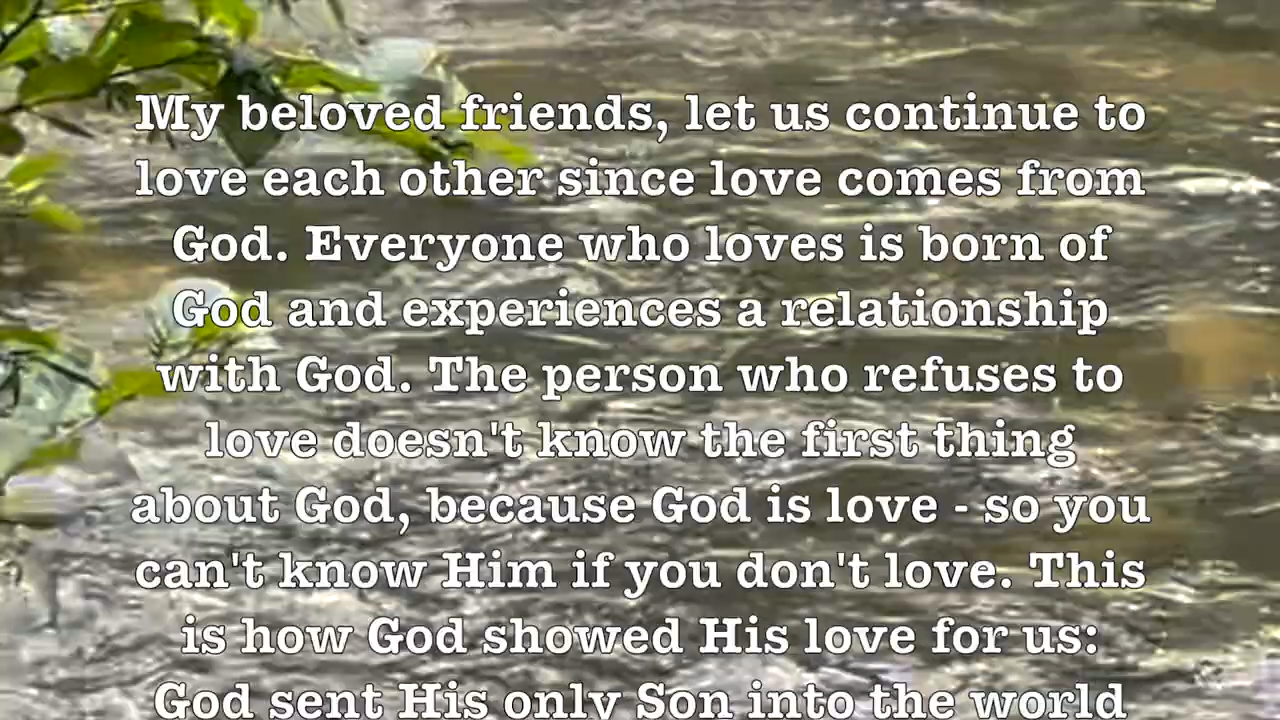 My beloved friends, let us continue to
love each other since love comes from
God. Everyone who loves is born of
God and experiences a relationship
with God. The person who refuses to
love doesn't know the first thing
about God, because God is love - so you
can't know Him if you don't love. This
is how God showed His love for us:
God sent His only Son into the world